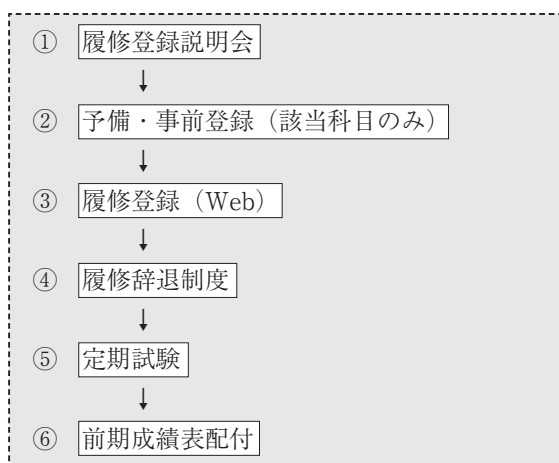 ① 履修登録説明会
↓
② 予備・事前登録（該当科目のみ）
↓
③ 履修登録（Web）
↓
④ 履修辞退制度
↓
⑤ 定期試験
↓
⑥ 前期成績表配付